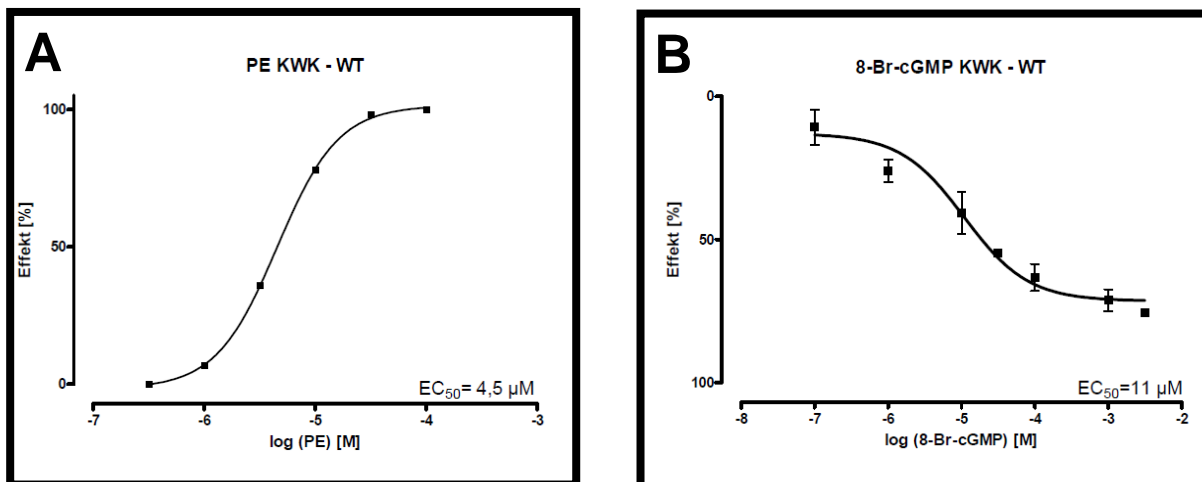 A
PE KWK - WT
100
50
0
Effekt [%]
EC₅₀= 4,5 µM
-7 -6 -5 -4 -3
log (PE) [M]
B
8-Br-cGMP KWK - WT
0
50
100
Effekt [%]
EC₅₀=11 µM
-8 -7 -6 -5 -4 -3 -2
log (8-Br-cGMP) [M]